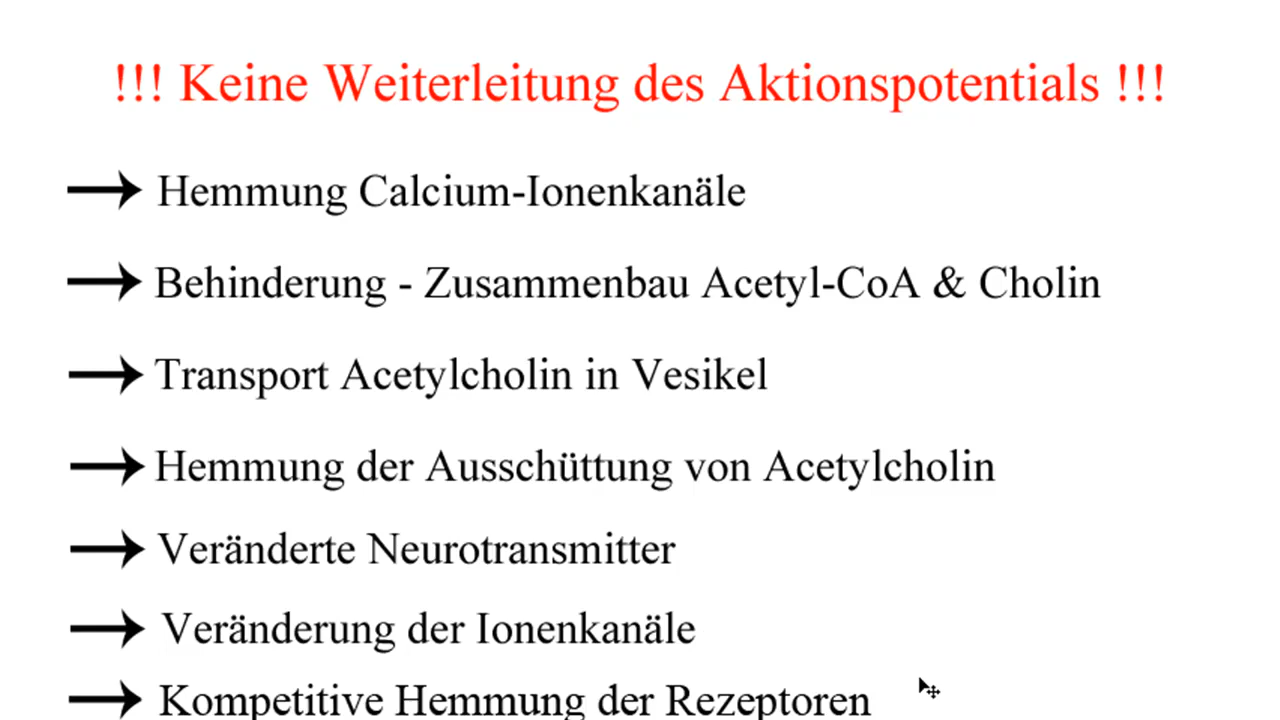 !!! Keine Weiterleitung des Aktionspotentials !!!
→ Hemmung Calcium-Ionenkanäle
→ Behinderung - Zusammenbau Acetyl-CoA & Cholin
→ Transport Acetylcholin in Vesikel
→ Hemmung der Ausschüttung von Acetylcholin
→ Veränderte Neurotransmitter
→ Veränderung der Ionenkanäle
→ Kompetitive Hemmung der Rezeptoren